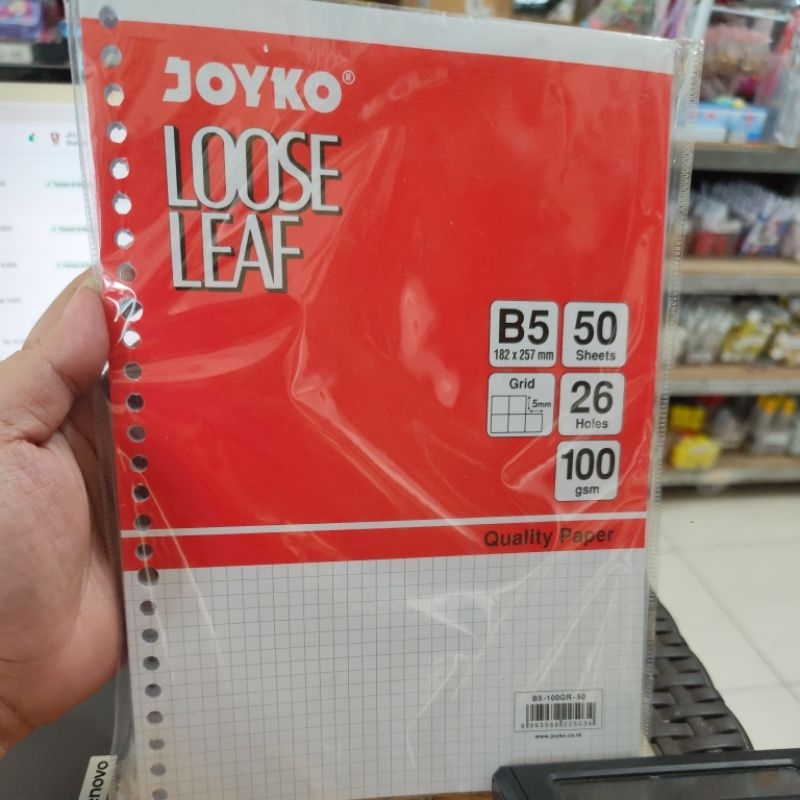 JOYKO®
LOOSE
LEAF
B5
182 x 257 mm
50
Sheets
Grid
5mm
26
Holes
100
gsm
Quality Paper
B5-100GR-50
8993988225034
www.joyko.co.id